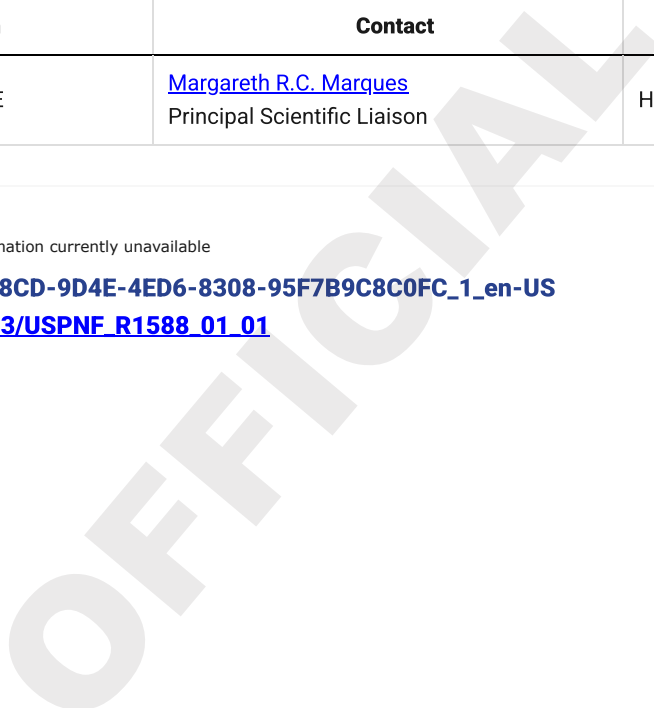 Contact
E
Margareth R.C. Marques
Principal Scientific Liaison
H
nation currently unavailable
8CD-9D4E-4ED6-8308-95F7B9C8C0FC_1_en-US
3/USPNF_R1588_01_01
OFFICIAL